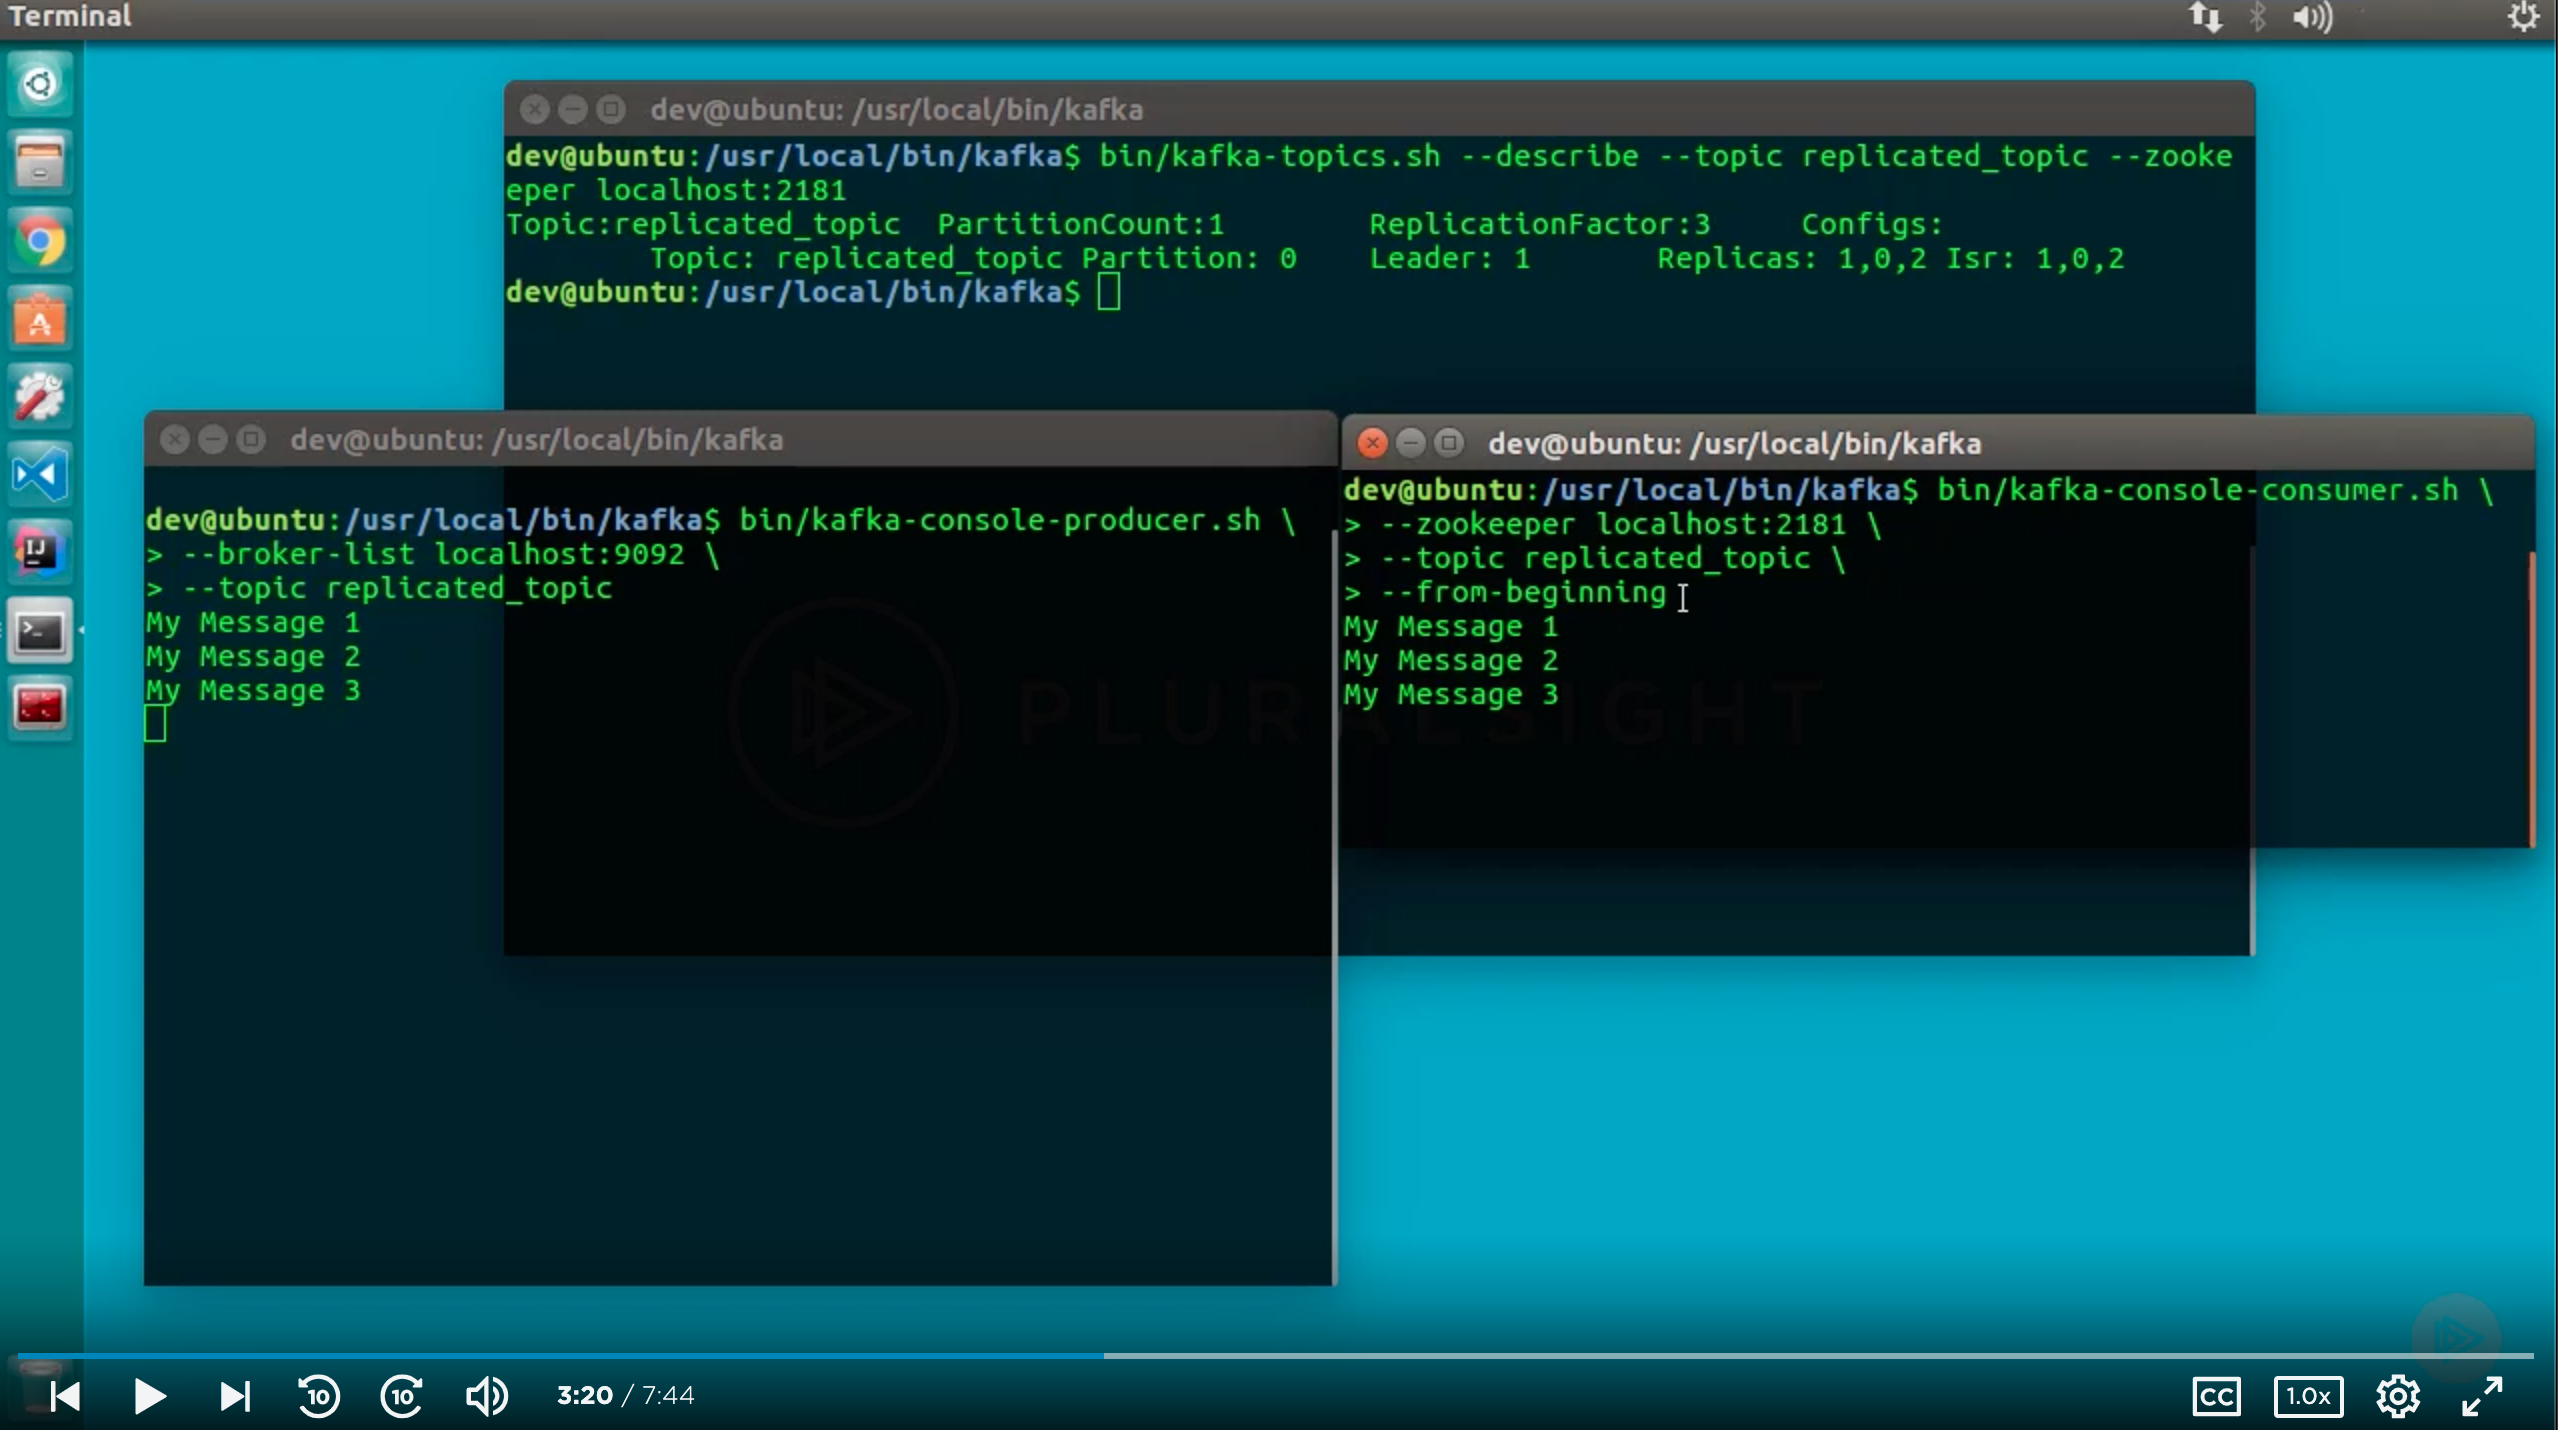 Terminal
dev@ubuntu: /usr/local/bin/kafka
dev@ubuntu:/usr/local/bin/kafka$ bin/kafka-topics.sh --describe --topic replicated_topic --zooke
eper localhost:2181
Topic:replicated_topic PartitionCount:1 ReplicationFactor:3 Configs:
Topic: replicated_topic Partition: 0 Leader: 1 Replicas: 1,0,2 Isr: 1,0,2
dev@ubuntu:/usr/local/bin/kafka$
dev@ubuntu: /usr/local/bin/kafka
dev@ubuntu:/usr/local/bin/kafka$ bin/kafka-console-producer.sh \
> --broker-list localhost:9092 \
> --topic replicated_topic
My Message 1
My Message 2
My Message 3
dev@ubuntu: /usr/local/bin/kafka
dev@ubuntu:/usr/local/bin/kafka$ bin/kafka-console-consumer.sh \
> --zookeeper localhost:2181 \
> --topic replicated_topic \
> --from-beginning
My Message 1
My Message 2
My Message 3
PLURALSIGHT
IJ
10
10
3:20 / 7:44
CC
1.0x